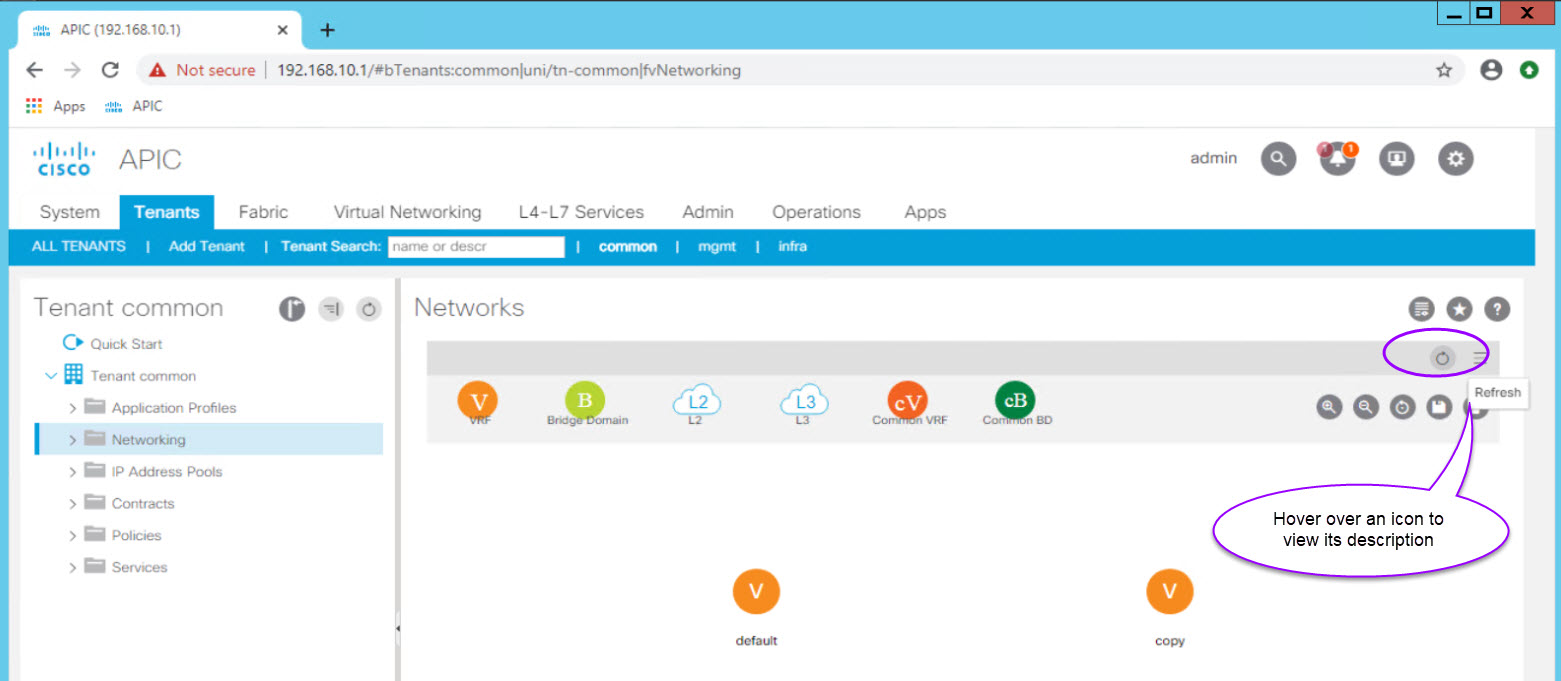 APIC (192.168.10.1)
Not secure | 192.168.10.1/#bTenants:common|uni/tn-common|fvNetworking
Apps APIC
CISCO APIC admin 1
System Tenants Fabric Virtual Networking L4-L7 Services Admin Operations Apps
ALL TENANTS | Add Tenant | Tenant Search: name or descr | common | mgmt | infra
Tenant common
Quick Start
Tenant common
Application Profiles
Networking
IP Address Pools
Contracts
Policies
Services
Networks
?
V B L2 L3 cV cB
VRF Bridge Domain L2 L3 Common VRF Common BD
Refresh
Hover over an icon to
view its description
V V
default copy